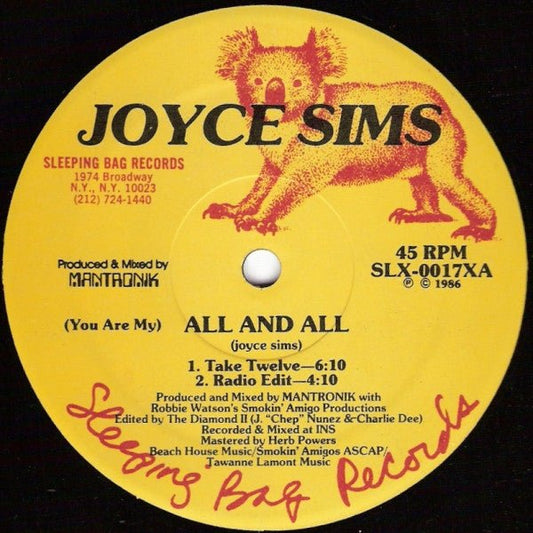 JOYCE SIMS
SLEEPING BAG RECORDS
1974 Broadway
N.Y., N.Y. 10023
(212) 724-1440
45 RPM
SLX-0017XA
Ⓟ © 1986
Produced & Mixed by
MANTRONIK
(You Are My) ALL AND ALL
(joyce sims)
1. Take Twelve—6:10
2. Radio Edit—4:10
Produced and Mixed by MANTRONIK with
Robbie Watson's Smokin' Amigo Productions
Edited by The Diamond II (J. "Chep" Nunez & Charlie Dee)
Recorded & Mixed at INS
Mastered by Herb Powers
Beach House Music/Smokin' Amigos ASCAP/
Jawanne Lamont Music
Sleeping Bag Records